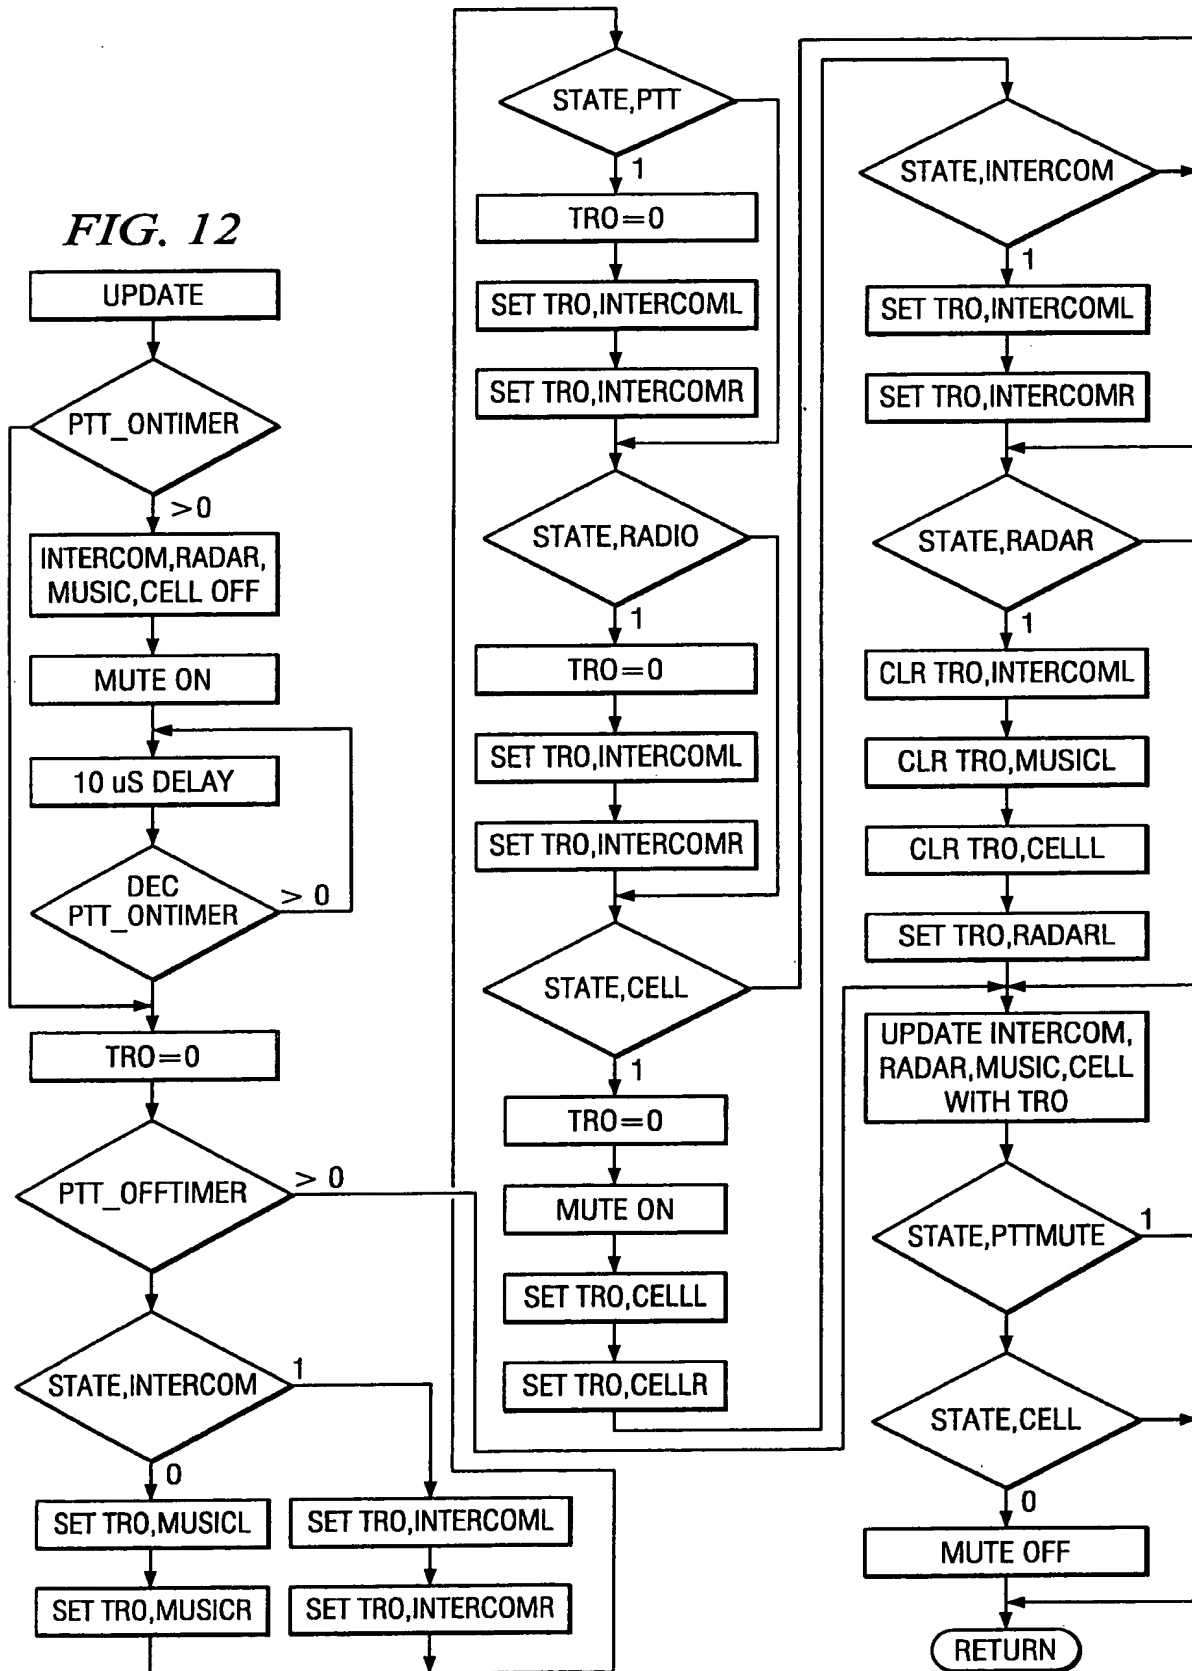 FIG. 12
UPDATE
PTT_ONTIMER
>0
INTERCOM,RADAR,
MUSIC,CELL OFF
MUTE ON
10 uS DELAY
DEC
PTT_ONTIMER
> 0
TRO=0
PTT_OFFTIMER
> 0
STATE,INTERCOM
1
0
SET TRO,MUSICL
SET TRO,INTERCOML
SET TRO,MUSICR
SET TRO,INTERCOMR
STATE,PTT
1
TRO=0
SET TRO,INTERCOML
SET TRO,INTERCOMR
STATE,RADIO
1
TRO=0
SET TRO,INTERCOML
SET TRO,INTERCOMR
STATE,CELL
1
TRO=0
MUTE ON
SET TRO,CELLL
SET TRO,CELLR
STATE,INTERCOM
1
SET TRO,INTERCOML
SET TRO,INTERCOMR
STATE,RADAR
1
CLR TRO,INTERCOML
CLR TRO,MUSICL
CLR TRO,CELLL
SET TRO,RADARL
UPDATE INTERCOM,
RADAR,MUSIC,CELL
WITH TRO
STATE,PTTMUTE
1
STATE,CELL
0
MUTE OFF
RETURN